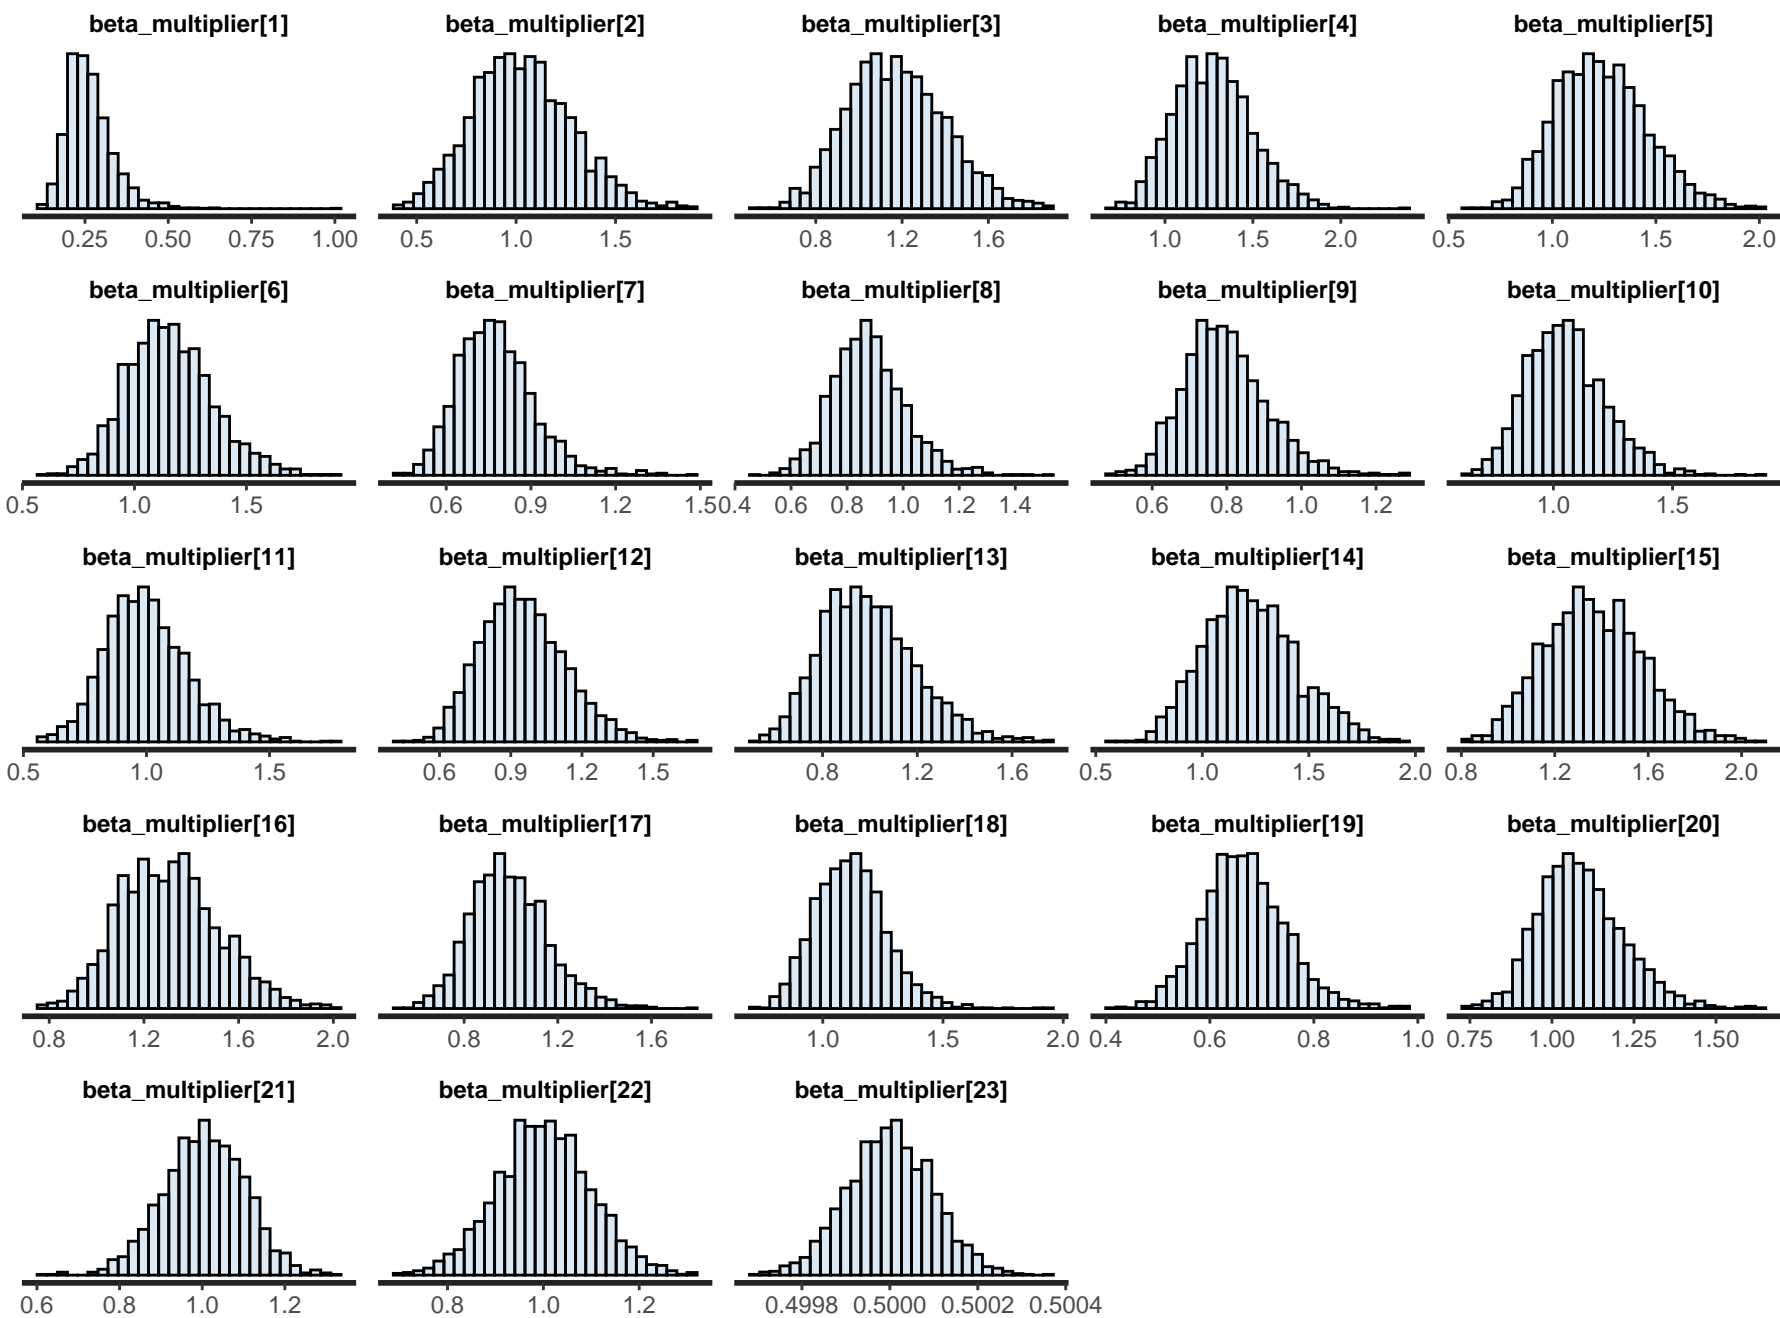 beta_multiplier[1] beta_multiplier[2] beta_multiplier[3] beta_multiplier[4] beta_multiplier[5]
0.25 0.50 0.75 1.00 0.5 1.0 1.5 0.8 1.2 1.6 1.0 1.5 2.0 0.5 1.0 1.5 2.0
beta_multiplier[6] beta_multiplier[7] beta_multiplier[8] beta_multiplier[9] beta_multiplier[10]
0.5 1.0 1.5 0.6 0.9 1.2 1.5 0.4 0.6 0.8 1.0 1.2 1.4 0.6 0.8 1.0 1.2 1.0 1.5
beta_multiplier[11] beta_multiplier[12] beta_multiplier[13] beta_multiplier[14] beta_multiplier[15]
0.5 1.0 1.5 0.6 0.9 1.2 1.5 0.8 1.2 1.6 0.5 1.0 1.5 2.0 0.8 1.2 1.6 2.0
beta_multiplier[16] beta_multiplier[17] beta_multiplier[18] beta_multiplier[19] beta_multiplier[20]
0.8 1.2 1.6 2.0 0.8 1.2 1.6 1.0 1.5 2.0 0.4 0.6 0.8 1.0 0.75 1.00 1.25 1.50
beta_multiplier[21] beta_multiplier[22] beta_multiplier[23]
0.6 0.8 1.0 1.2 0.8 1.0 1.2 0.4998 0.5000 0.5002 0.5004